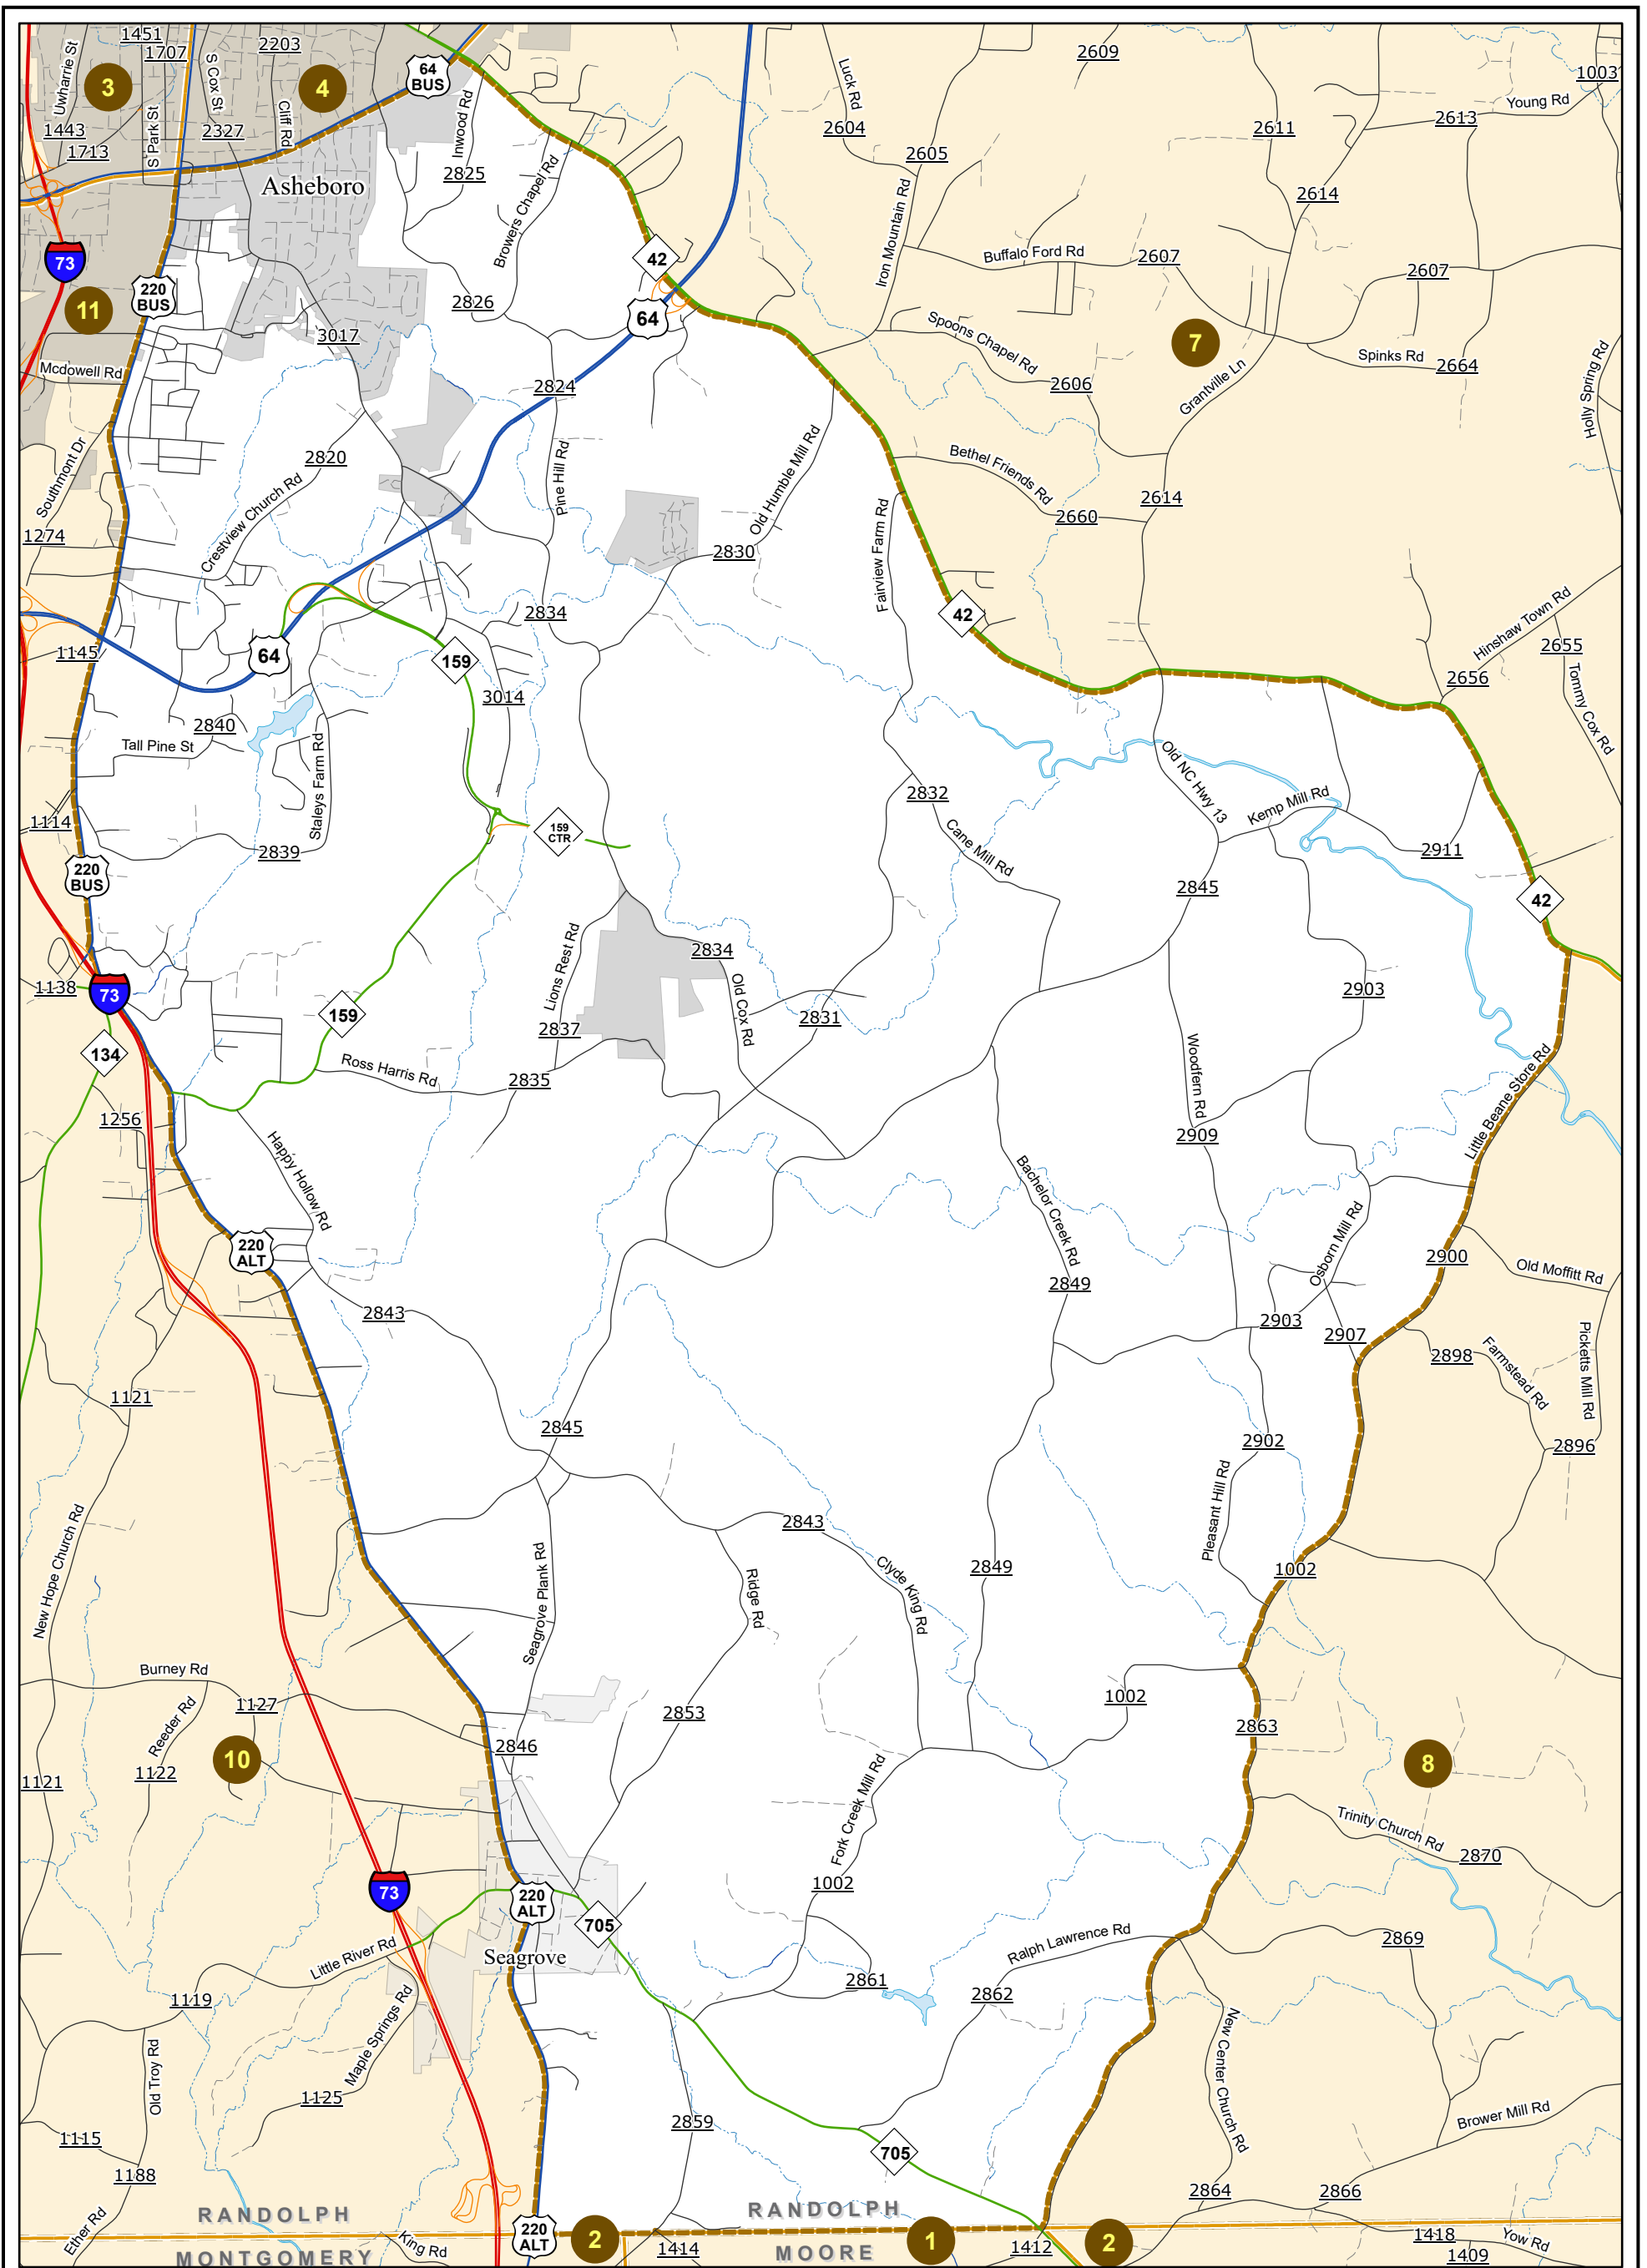 1451
1707
2203
Uwharrie St
3
S Cox St
4
64
BUS
Luck Rd
2609
1003
Young Rd
1443
1713
S Park St
2327
Cliff Rd
Inwood Rd
2825
2604
2605
2611
2613
Asheboro
Browers Chapel Rd
2614
Iron Mountain Rd
Buffalo Ford Rd
2607
2607
73
11
220
BUS
42
2826
64
3017
Spoons Chapel Rd
7
Spinks Rd
2664
Holly Spring Rd
Mcdowell Rd
2824
2606
Grantville Ln
Southmont Dr
2820
Pine Hill Rd
Old Humble Mill Rd
Bethel Friends Rd
Crestview Church Rd
2614
1274
2660
2830
Fairview Farm Rd
2834
42
Hinshaw Town Rd
1145
64
159
2655
2656
Tommy Cox Rd
3014
2840
Tall Pine St
Staleys Farm Rd
Old NC Hwy 13
2832
Kemp Mill Rd
1114
159
CTR
2839
Cane Mill Rd
2911
220
BUS
2845
42
Lions Rest Rd
2834
1138
73
Old Cox Rd
2903
159
2837
2831
134
Ross Harris Rd
2835
Woodfern Rd
Little Beane Store Rd
1256
2909
Happy Hollow Rd
Bachelor Creek Rd
Osborn Mill Rd
220
ALT
2900
Old Moffitt Rd
2849
2843
2903
2907
Picketts Mill Rd
2898
Farmstead Rd
1121
2845
2902
2896
Pleasant Hill Rd
New Hope Church Rd
2843
Seagrove Plank Rd
Ridge Rd
Clyde King Rd
2849
1002
Burney Rd
1127
Reeder Rd
2853
1002
2863
10
2846
1122
1121
8
Fork Creek Mill Rd
Trinity Church Rd
2870
73
1002
220
ALT
705
Ralph Lawrence Rd
2869
Little River Rd
Seagrove
2861
2862
1119
Maple Springs Rd
New Center Church Rd
Old Troy Rd
1125
2859
Brower Mill Rd
1115
705
1188
2864
2866
RANDOLPH
RANDOLPH
Ether Rd
King Rd
220
ALT
2
1
2
1418
Yow Rd
MONTGOMERY
1414
MOORE
1412
1409